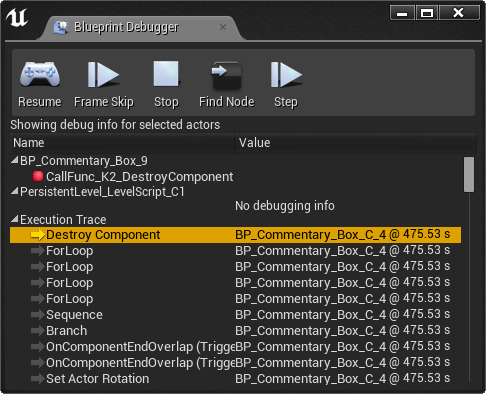 Blueprint Debugger
Resume Frame Skip Stop Find Node Step
Showing debug info for selected actors
Name Value
BP_Commentary_Box_9
CallFunc_K2_DestroyComponent
PersistentLevel_LevelScript_C1
No debugging info
Execution Trace
Destroy Component BP_Commentary_Box_C_4 @ 475.53 s
ForLoop BP_Commentary_Box_C_4 @ 475.53 s
ForLoop BP_Commentary_Box_C_4 @ 475.53 s
ForLoop BP_Commentary_Box_C_4 @ 475.53 s
ForLoop BP_Commentary_Box_C_4 @ 475.53 s
Sequence BP_Commentary_Box_C_4 @ 475.53 s
Branch BP_Commentary_Box_C_4 @ 475.53 s
OnComponentEndOverlap (Trigge BP_Commentary_Box_C_4 @ 475.53 s
OnComponentEndOverlap (Trigge BP_Commentary_Box_C_4 @ 475.53 s
Set Actor Rotation BP_Commentary_Box_C_4 @ 475.53 s